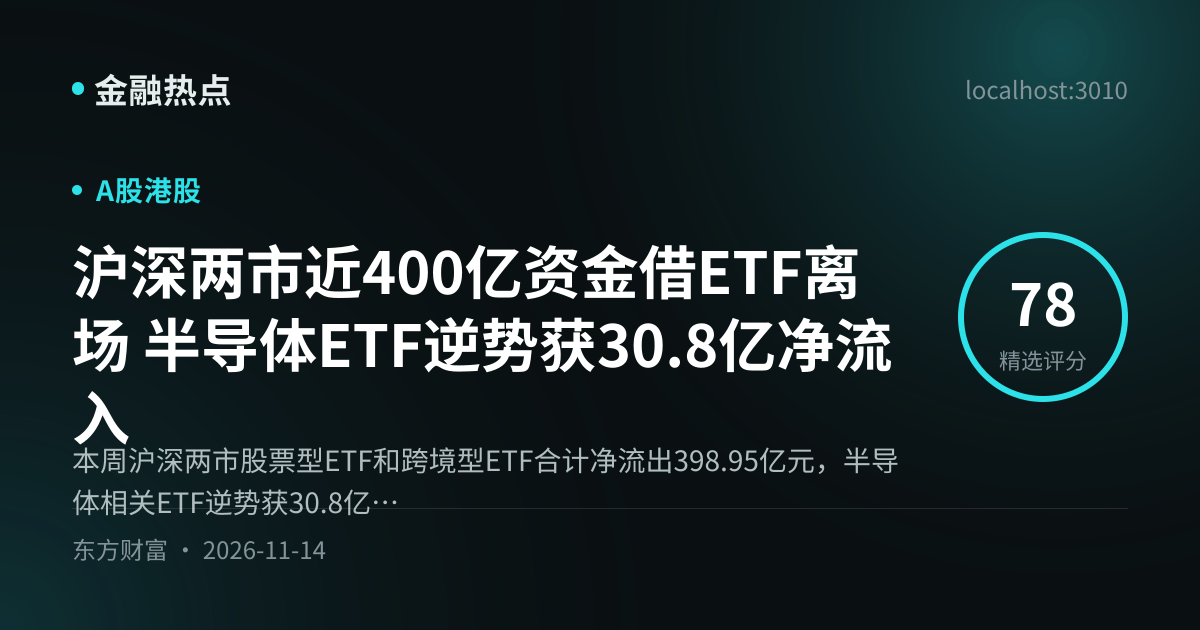 金融热点
localhost:3010
A股港股
沪深两市近400亿资金借ETF离
场 半导体ETF逆势获30.8亿净流
入
78
精选评分
本周沪深两市股票型ETF和跨境型ETF合计净流出398.95亿元，半导
体相关ETF逆势获30.8亿…
东方财富 • 2026-11-14